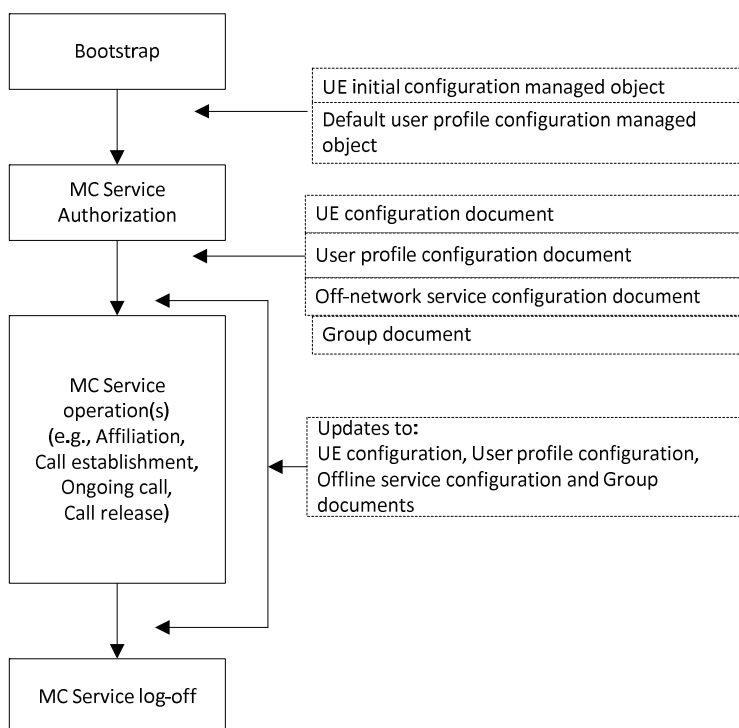 Bootstrap
UE initial configuration managed object
Default user profile configuration managed
object
MC Service
Authorization
UE configuration document
User profile configuration document
Off-network service configuration document
Group document
MC Service
operation(s)
(e.g., Affiliation,
Call establishment,
Ongoing call,
Call release)
Updates to:
UE configuration, User profile configuration,
Offline service configuration and Group
documents
MC Service log-off